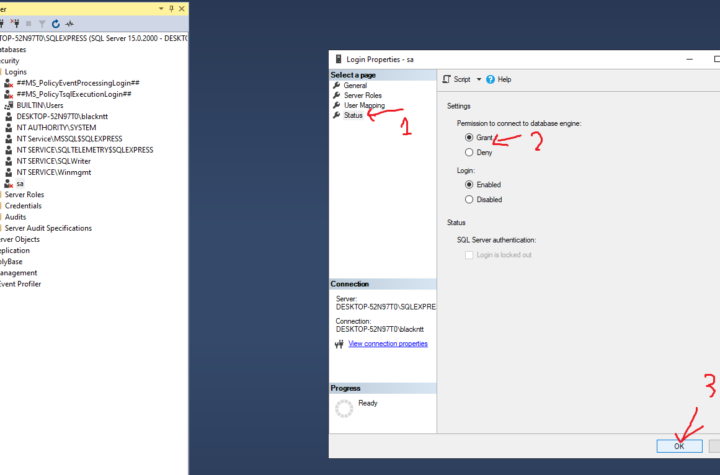 er
TOP-52N97T0\SQLEXPRESS (SQL Server 15.0.2000 - DESKTO
tabases
curity
Logins
##MS_PolicyEventProcessingLogin##
##MS_PolicyTsqlExecutionLogin##
BUILTIN\Users
DESKTOP-52N97T0\blackntt
NT AUTHORITY\SYSTEM
NT Service\MSSQL$SQLEXPRESS
NT SERVICE\SQLTELEMETRY$SQLEXPRESS
NT SERVICE\SQLWriter
NT SERVICE\Winmgmt
sa
Server Roles
Credentials
Audits
Server Audit Specifications
rver Objects
plication
lyBase
anagement
Event Profiler
Login Properties - sa
Select a page
General
Server Roles
User Mapping
Status
1
Connection
Server:
DESKTOP-52N97T0\SQLEXPRES
Connection:
DESKTOP-52N97T0\blackntt
View connection properties
Progress
Ready
Script
Help
Settings
Permission to connect to database engine:
Grant
2
Deny
Login:
Enabled
Disabled
Status
SQL Server authentication:
Login is locked out
3
OK